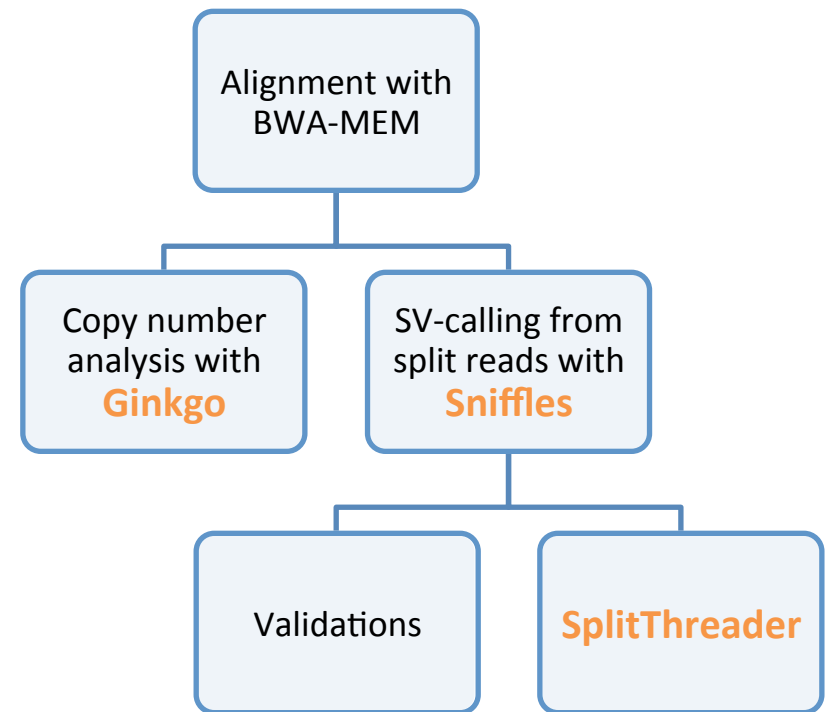 Alignment with
BWA-MEM
Copy number
analysis with
Ginkgo
SV-calling from
split reads with
Sniffles
Validations
SplitThreader